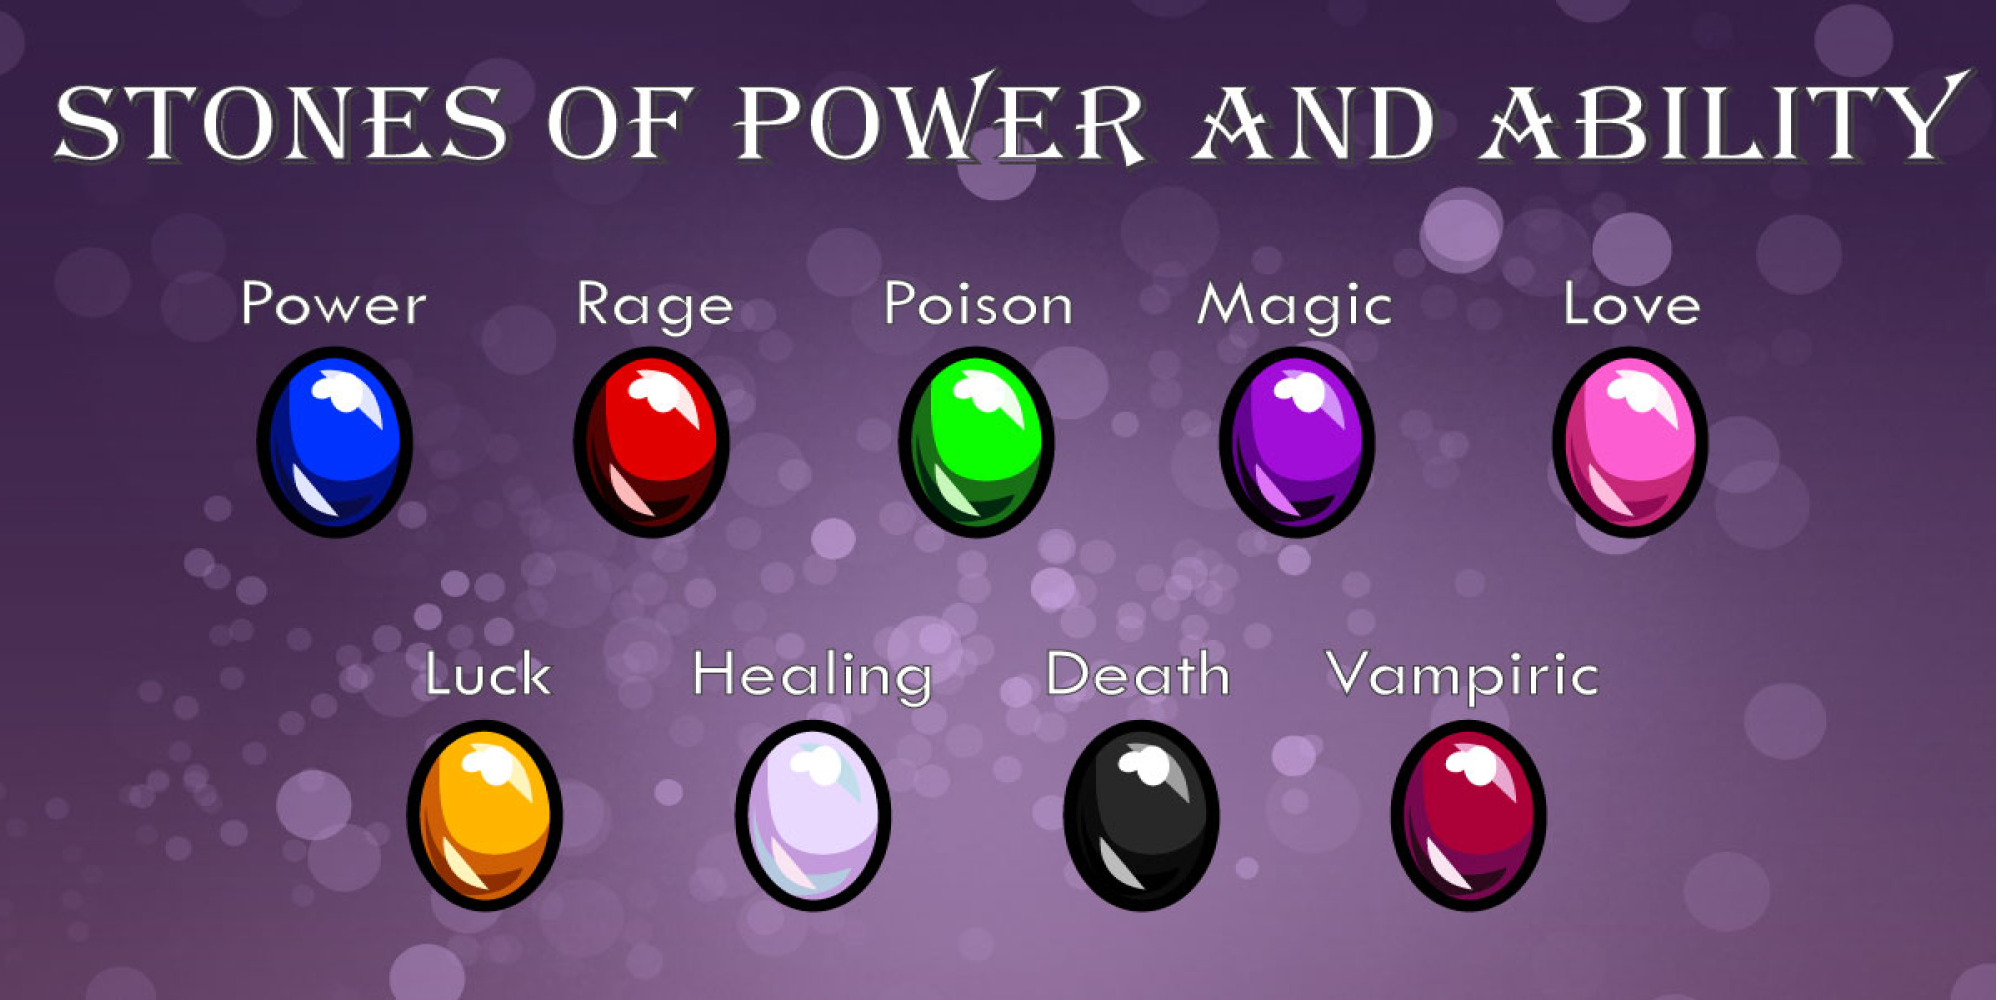 STONES OF POWER AND ABILITY
Power Rage Poison Magic Love
Luck Healing Death Vampiric